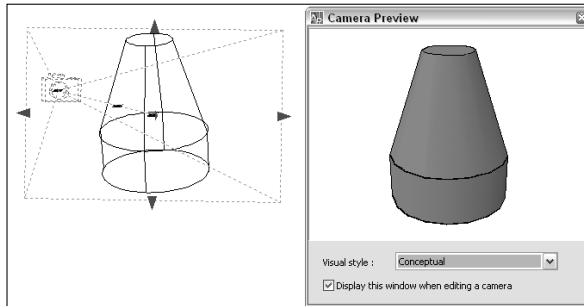 Camera Preview
Visual style :
Conceptual
Display this window when editing a camera